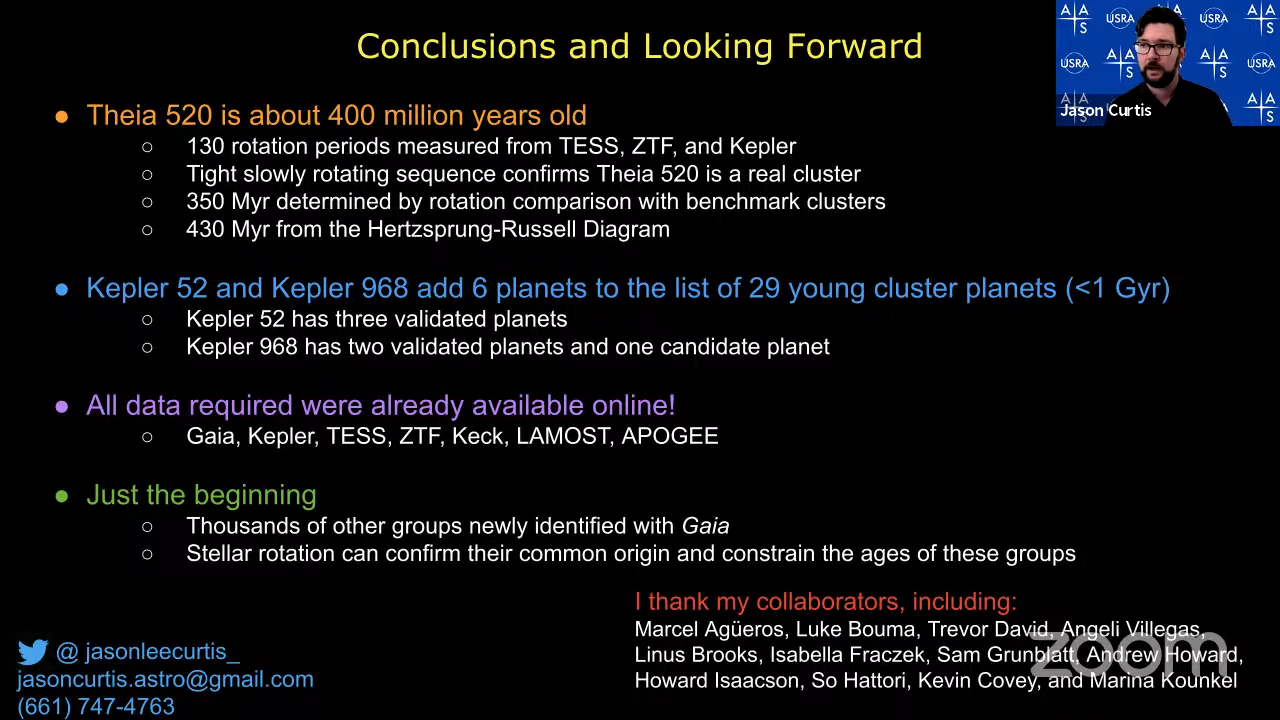 Conclusions and Looking Forward
A A
S
USRA
A A
S
USRA
A A
S
USRA
A A
S
A A
S
USRA
A A
S
Jason Curtis
● Theia 520 is about 400 million years old
○ 130 rotation periods measured from TESS, ZTF, and Kepler
○ Tight slowly rotating sequence confirms Theia 520 is a real cluster
○ 350 Myr determined by rotation comparison with benchmark clusters
○ 430 Myr from the Hertzsprung-Russell Diagram
● Kepler 52 and Kepler 968 add 6 planets to the list of 29 young cluster planets (<1 Gyr)
○ Kepler 52 has three validated planets
○ Kepler 968 has two validated planets and one candidate planet
● All data required were already available online!
○ Gaia, Kepler, TESS, ZTF, Keck, LAMOST, APOGEE
● Just the beginning
○ Thousands of other groups newly identified with Gaia
○ Stellar rotation can confirm their common origin and constrain the ages of these groups
I thank my collaborators, including:
Marcel Agüeros, Luke Bouma, Trevor David, Angeli Villegas,
Linus Brooks, Isabella Fraczek, Sam Grunblatt, Andrew Howard,
Howard Isaacson, So Hattori, Kevin Covey, and Marina Kounkel
zoom
@ jasonleecurtis_
jasoncurtis.astro@gmail.com
(661) 747-4763